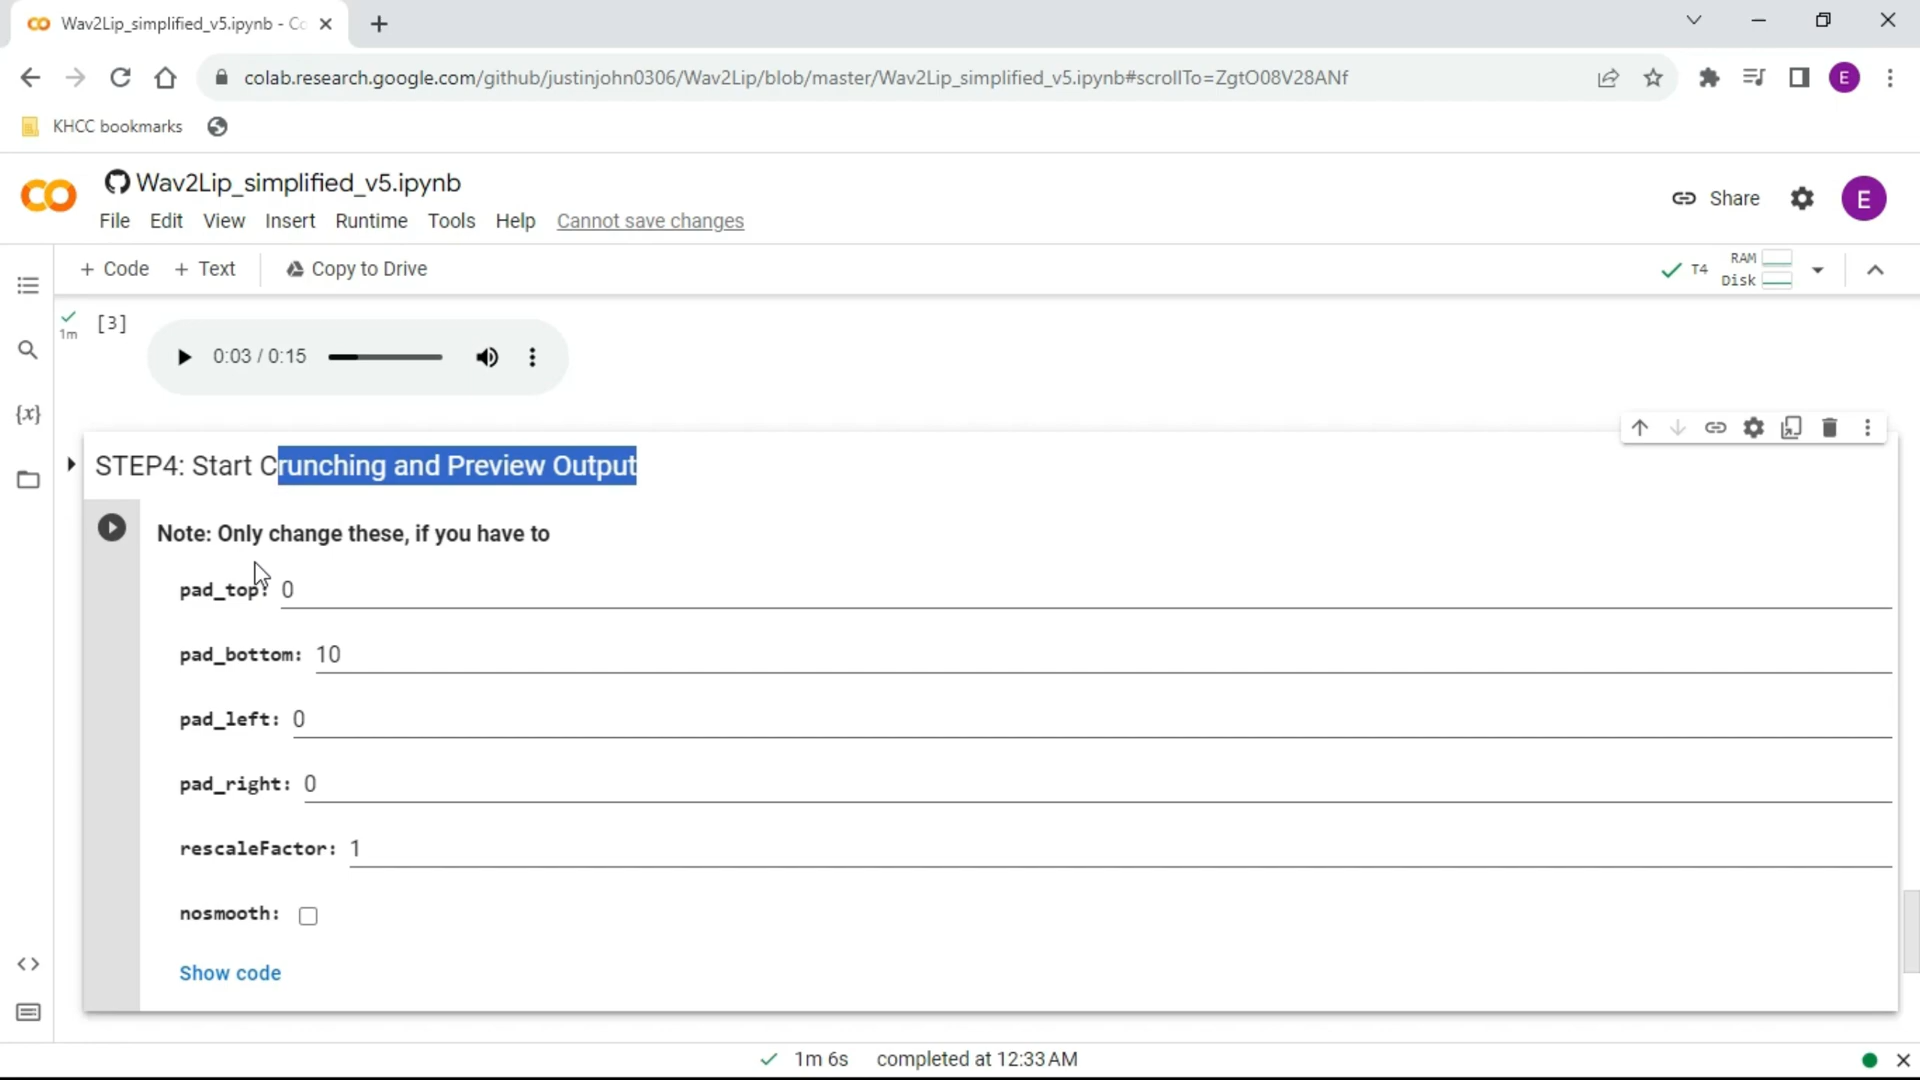 Wav2Lip_simplified_v5.ipynb - Co
colab.research.google.com/github/justinjohn0306/Wav2Lip/blob/master/Wav2Lip_simplified_v5.ipynb#scrollTo=ZgtO08V28ANf
E
KHCC bookmarks
Wav2Lip_simplified_v5.ipynb
File Edit View Insert Runtime Tools Help Cannot save changes
Share
E
+ Code + Text Copy to Drive
T4 RAM
Disk
[3]
1m
0:03 / 0:15
{x}
STEP4: Start Crunching and Preview Output
Note: Only change these, if you have to
pad_top: 0
pad_bottom: 10
pad_left: 0
pad_right: 0
rescaleFactor: 1
nosmooth:
Show code
1m 6s completed at 12:33 AM